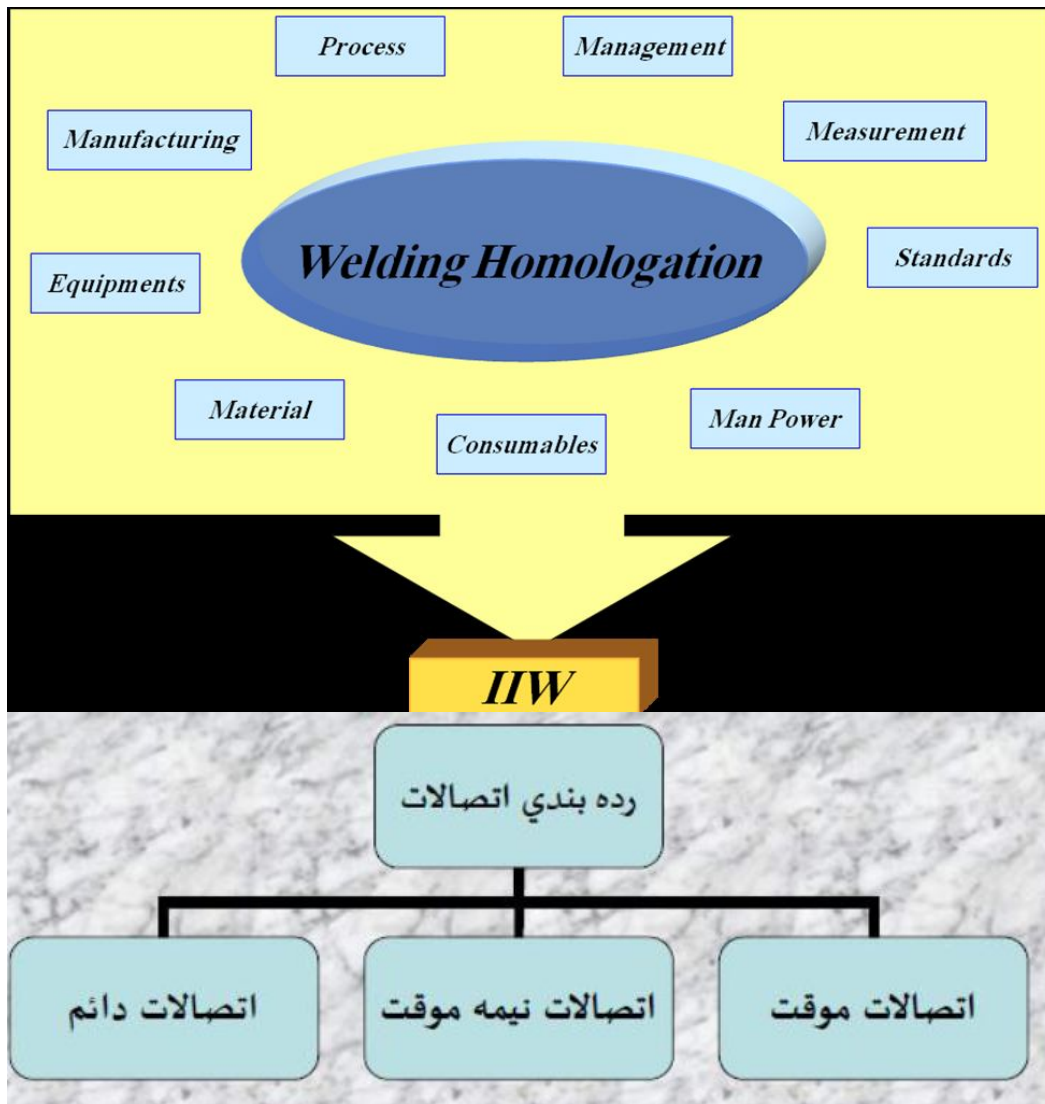 Process
Management
Manufacturing
Measurement
Welding Homologation
Equipments
Standards
Material
Consumables
Man Power
IIW
رده بندي اتصالات
اتصالات موقت
اتصالات نيمه موقت
اتصالات دائم